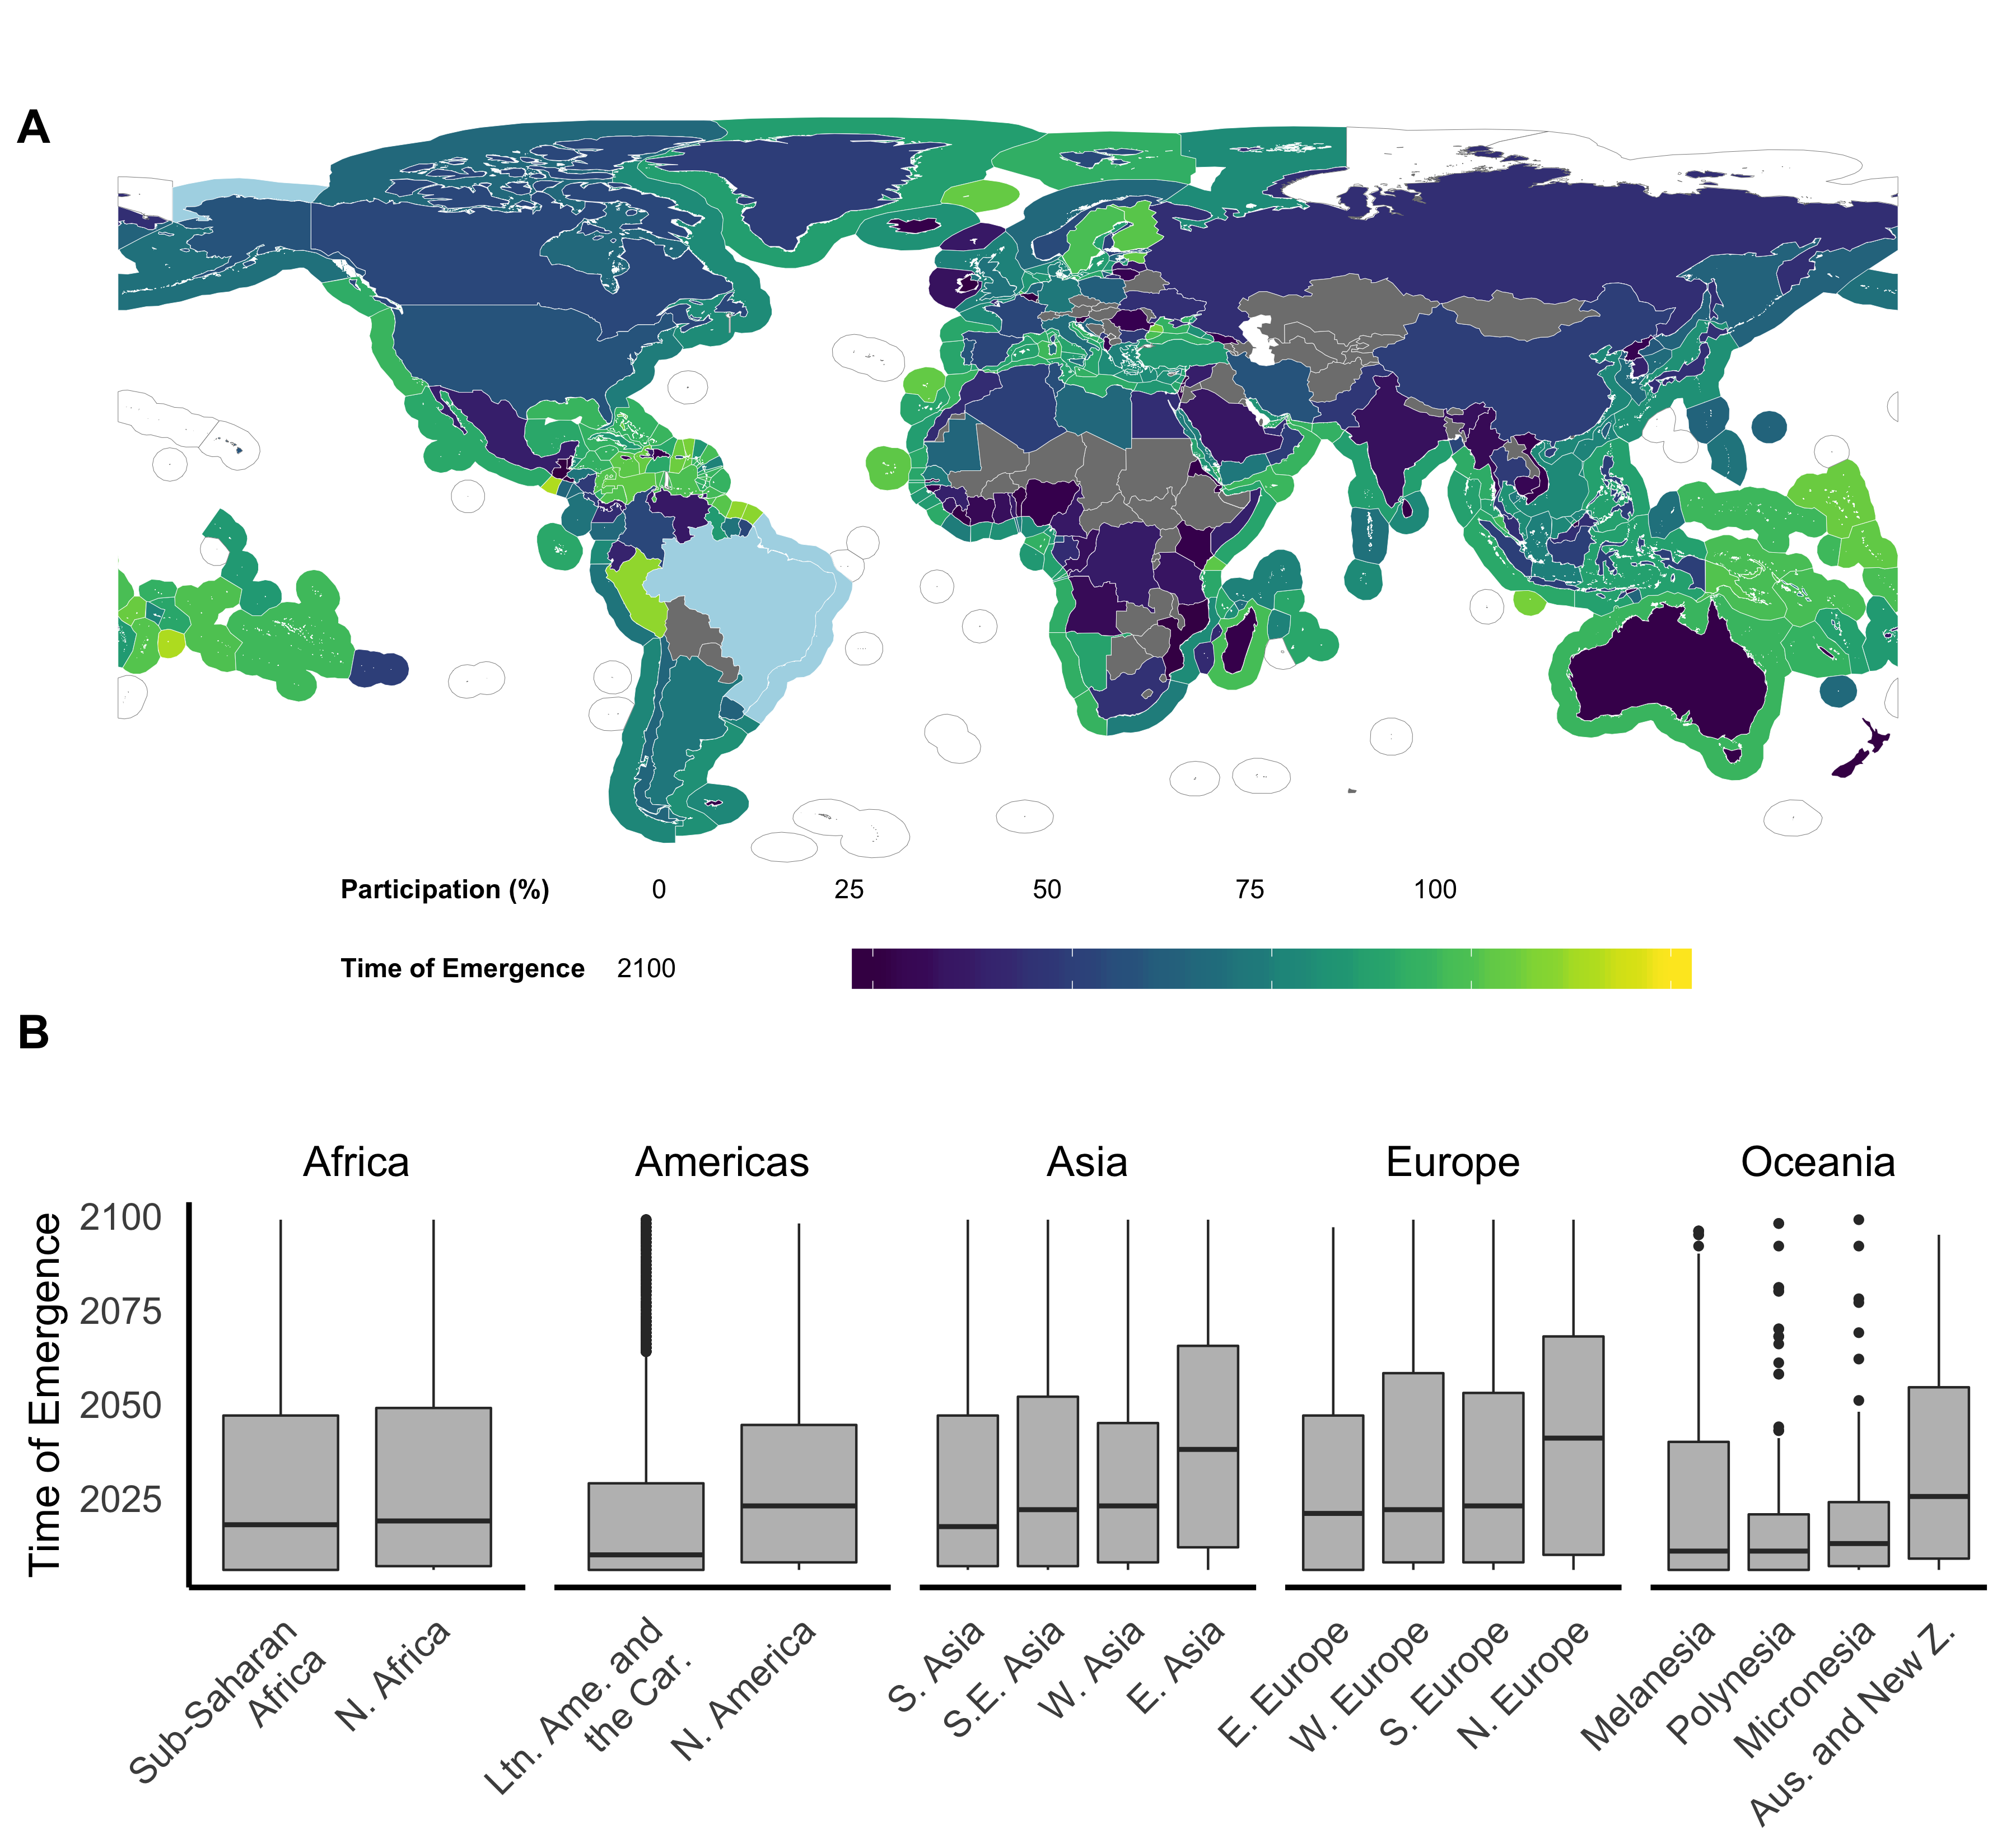 A
Participation (%) 0 25 50 75 100
Time of Emergence 2100
B
Africa Americas Asia Europe Oceania
Time of Emergence
2100
2075
2050
2025
Sub-Saharan
Africa
N. Africa
Ltn. Ame. and
the Car.
N. America
S. Asia
S.E. Asia
W. Asia
E. Asia
E. Europe
W. Europe
S. Europe
N. Europe
Melanesia
Polynesia
Micronesia
Aus. and New Z.